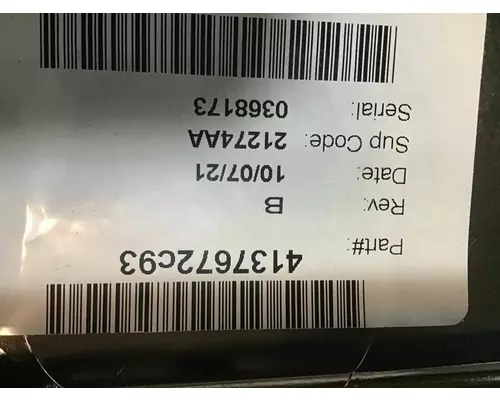 Part#: 4137672c93
Rev: B
Date: 10/07/21
Sup Code: 21274AA
Serial: 0368173